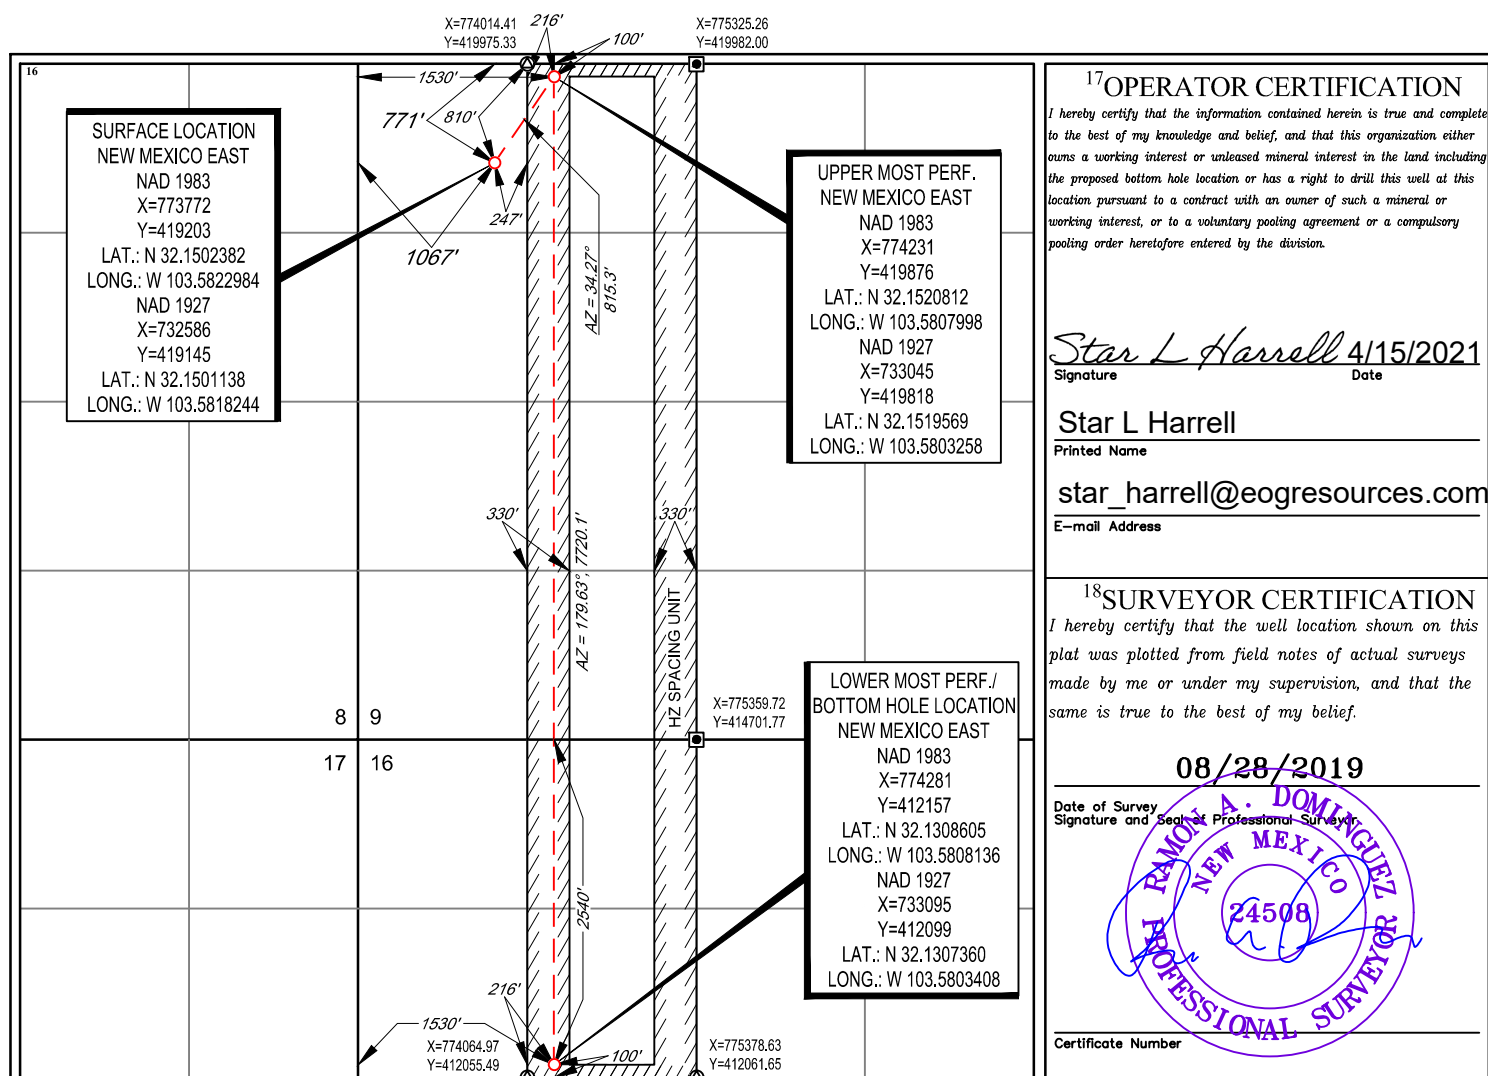 X=774014.41
Y=419975.33
216'
100'
X=775325.26
Y=419982.00
16
1530'
771'
810'
247'
1067'
SURFACE LOCATION
NEW MEXICO EAST
NAD 1983
X=773772
Y=419203
LAT.: N 32.1502382
LONG.: W 103.5822984
NAD 1927
X=732586
Y=419145
LAT.: N 32.1501138
LONG.: W 103.5818244
AZ = 34.27°
815.3'
UPPER MOST PERF.
NEW MEXICO EAST
NAD 1983
X=774231
Y=419876
LAT.: N 32.1520812
LONG.: W 103.5807998
NAD 1927
X=733045
Y=419818
LAT.: N 32.1519569
LONG.: W 103.5803258
330'
330'
AZ = 179.63°, 7720.1'
HZ SPACING UNIT
8 9
17 16
X=775359.72
Y=414701.77
LOWER MOST PERF./
BOTTOM HOLE LOCATION
NEW MEXICO EAST
NAD 1983
X=774281
Y=412157
LAT.: N 32.1308605
LONG.: W 103.5808136
NAD 1927
X=733095
Y=412099
LAT.: N 32.1307360
LONG.: W 103.5803408
2540'
216'
1530'
X=774064.97
Y=412055.49
100'
X=775378.63
Y=412061.65
17 OPERATOR CERTIFICATION
I hereby certify that the information contained herein is true and complete
to the best of my knowledge and belief, and that this organization either
owns a working interest or unleased mineral interest in the land including
the proposed bottom hole location or has a right to drill this well at this
location pursuant to a contract with an owner of such a mineral or
working interest, or to a voluntary pooling agreement or a compulsory
pooling order heretofore entered by the division.
Star L Harrell 4/15/2021
Signature Date
Star L Harrell
Printed Name
star_harrell@eogresources.com
E-mail Address
18 SURVEYOR CERTIFICATION
I hereby certify that the well location shown on this
plat was plotted from field notes of actual surveys
made by me or under my supervision, and that the
same is true to the best of my belief.
08/28/2019
Date of Survey
Signature and Seal of Professional Surveyor:
RAMON A. DOMINGUEZ
NEW MEXICO
24508
PROFESSIONAL SURVEYOR
Certificate Number